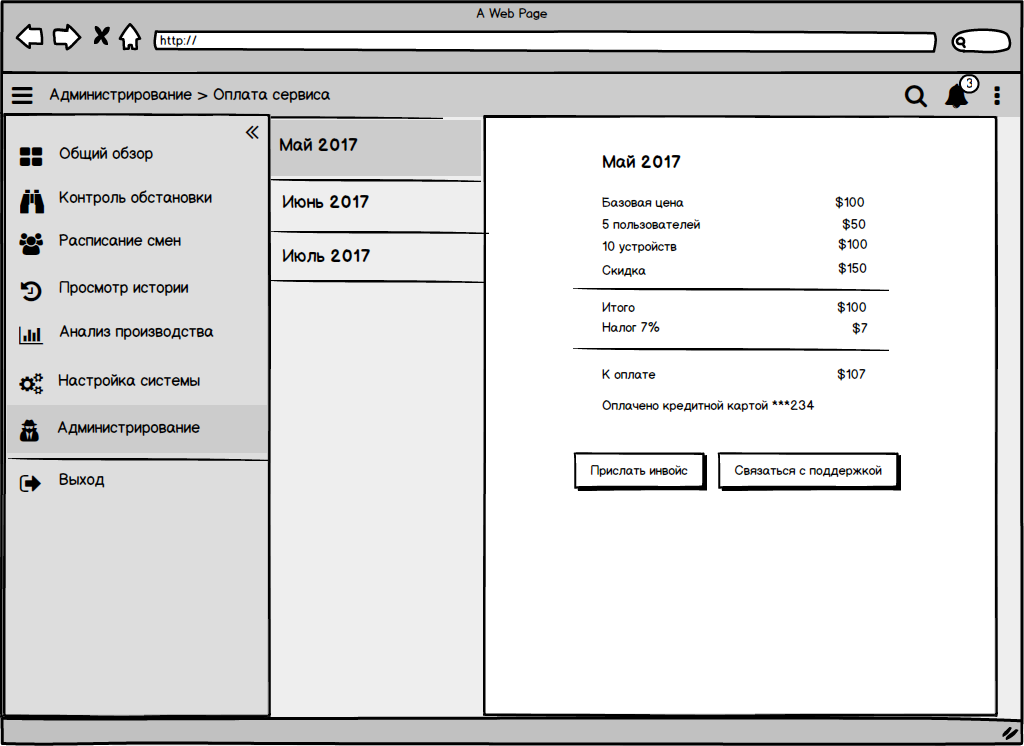 A Web Page
http://
Администрирование > Оплата сервиса
3
Общий обзор
Контроль обстановки
Расписание смен
Просмотр истории
Анализ производства
Настройка системы
Администрирование
Выход
Май 2017
Июнь 2017
Июль 2017
Май 2017
Базовая цена $100
5 пользователей $50
10 устройств $100
Скидка $150
Итого $100
Налог 7% $7
К оплате $107
Оплачено кредитной картой ***234
Прислать инвойс
Связаться с поддержкой